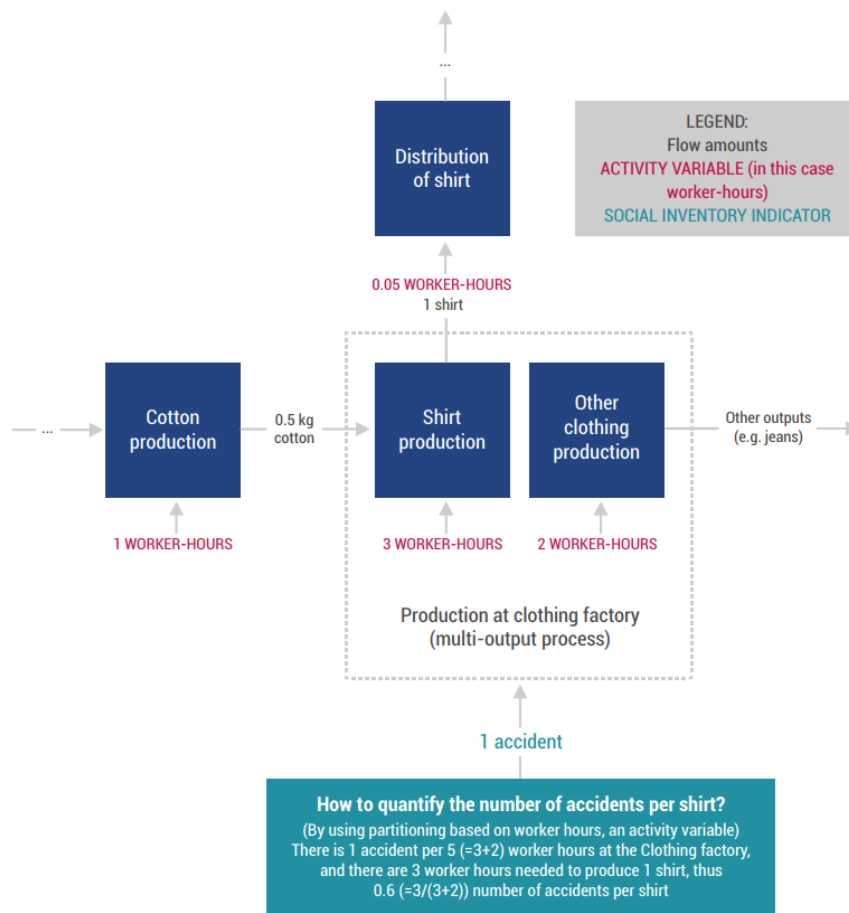 ...
Distribution
of shirt
LEGEND:
Flow amounts
ACTIVITY VARIABLE (in this case
worker-hours)
SOCIAL INVENTORY INDICATOR
0.05 WORKER-HOURS
1 shirt
...
Cotton
production
0.5 kg
cotton
Shirt
production
Other
clothing
production
Other outputs
(e.g. jeans)
1 WORKER-HOURS
3 WORKER-HOURS
2 WORKER-HOURS
Production at clothing factory
(multi-output process)
1 accident
How to quantify the number of accidents per shirt?
(By using partitioning based on worker hours, an activity variable)
There is 1 accident per 5 (=3+2) worker hours at the Clothing factory,
and there are 3 worker hours needed to produce 1 shirt, thus
0.6 (=3/(3+2)) number of accidents per shirt